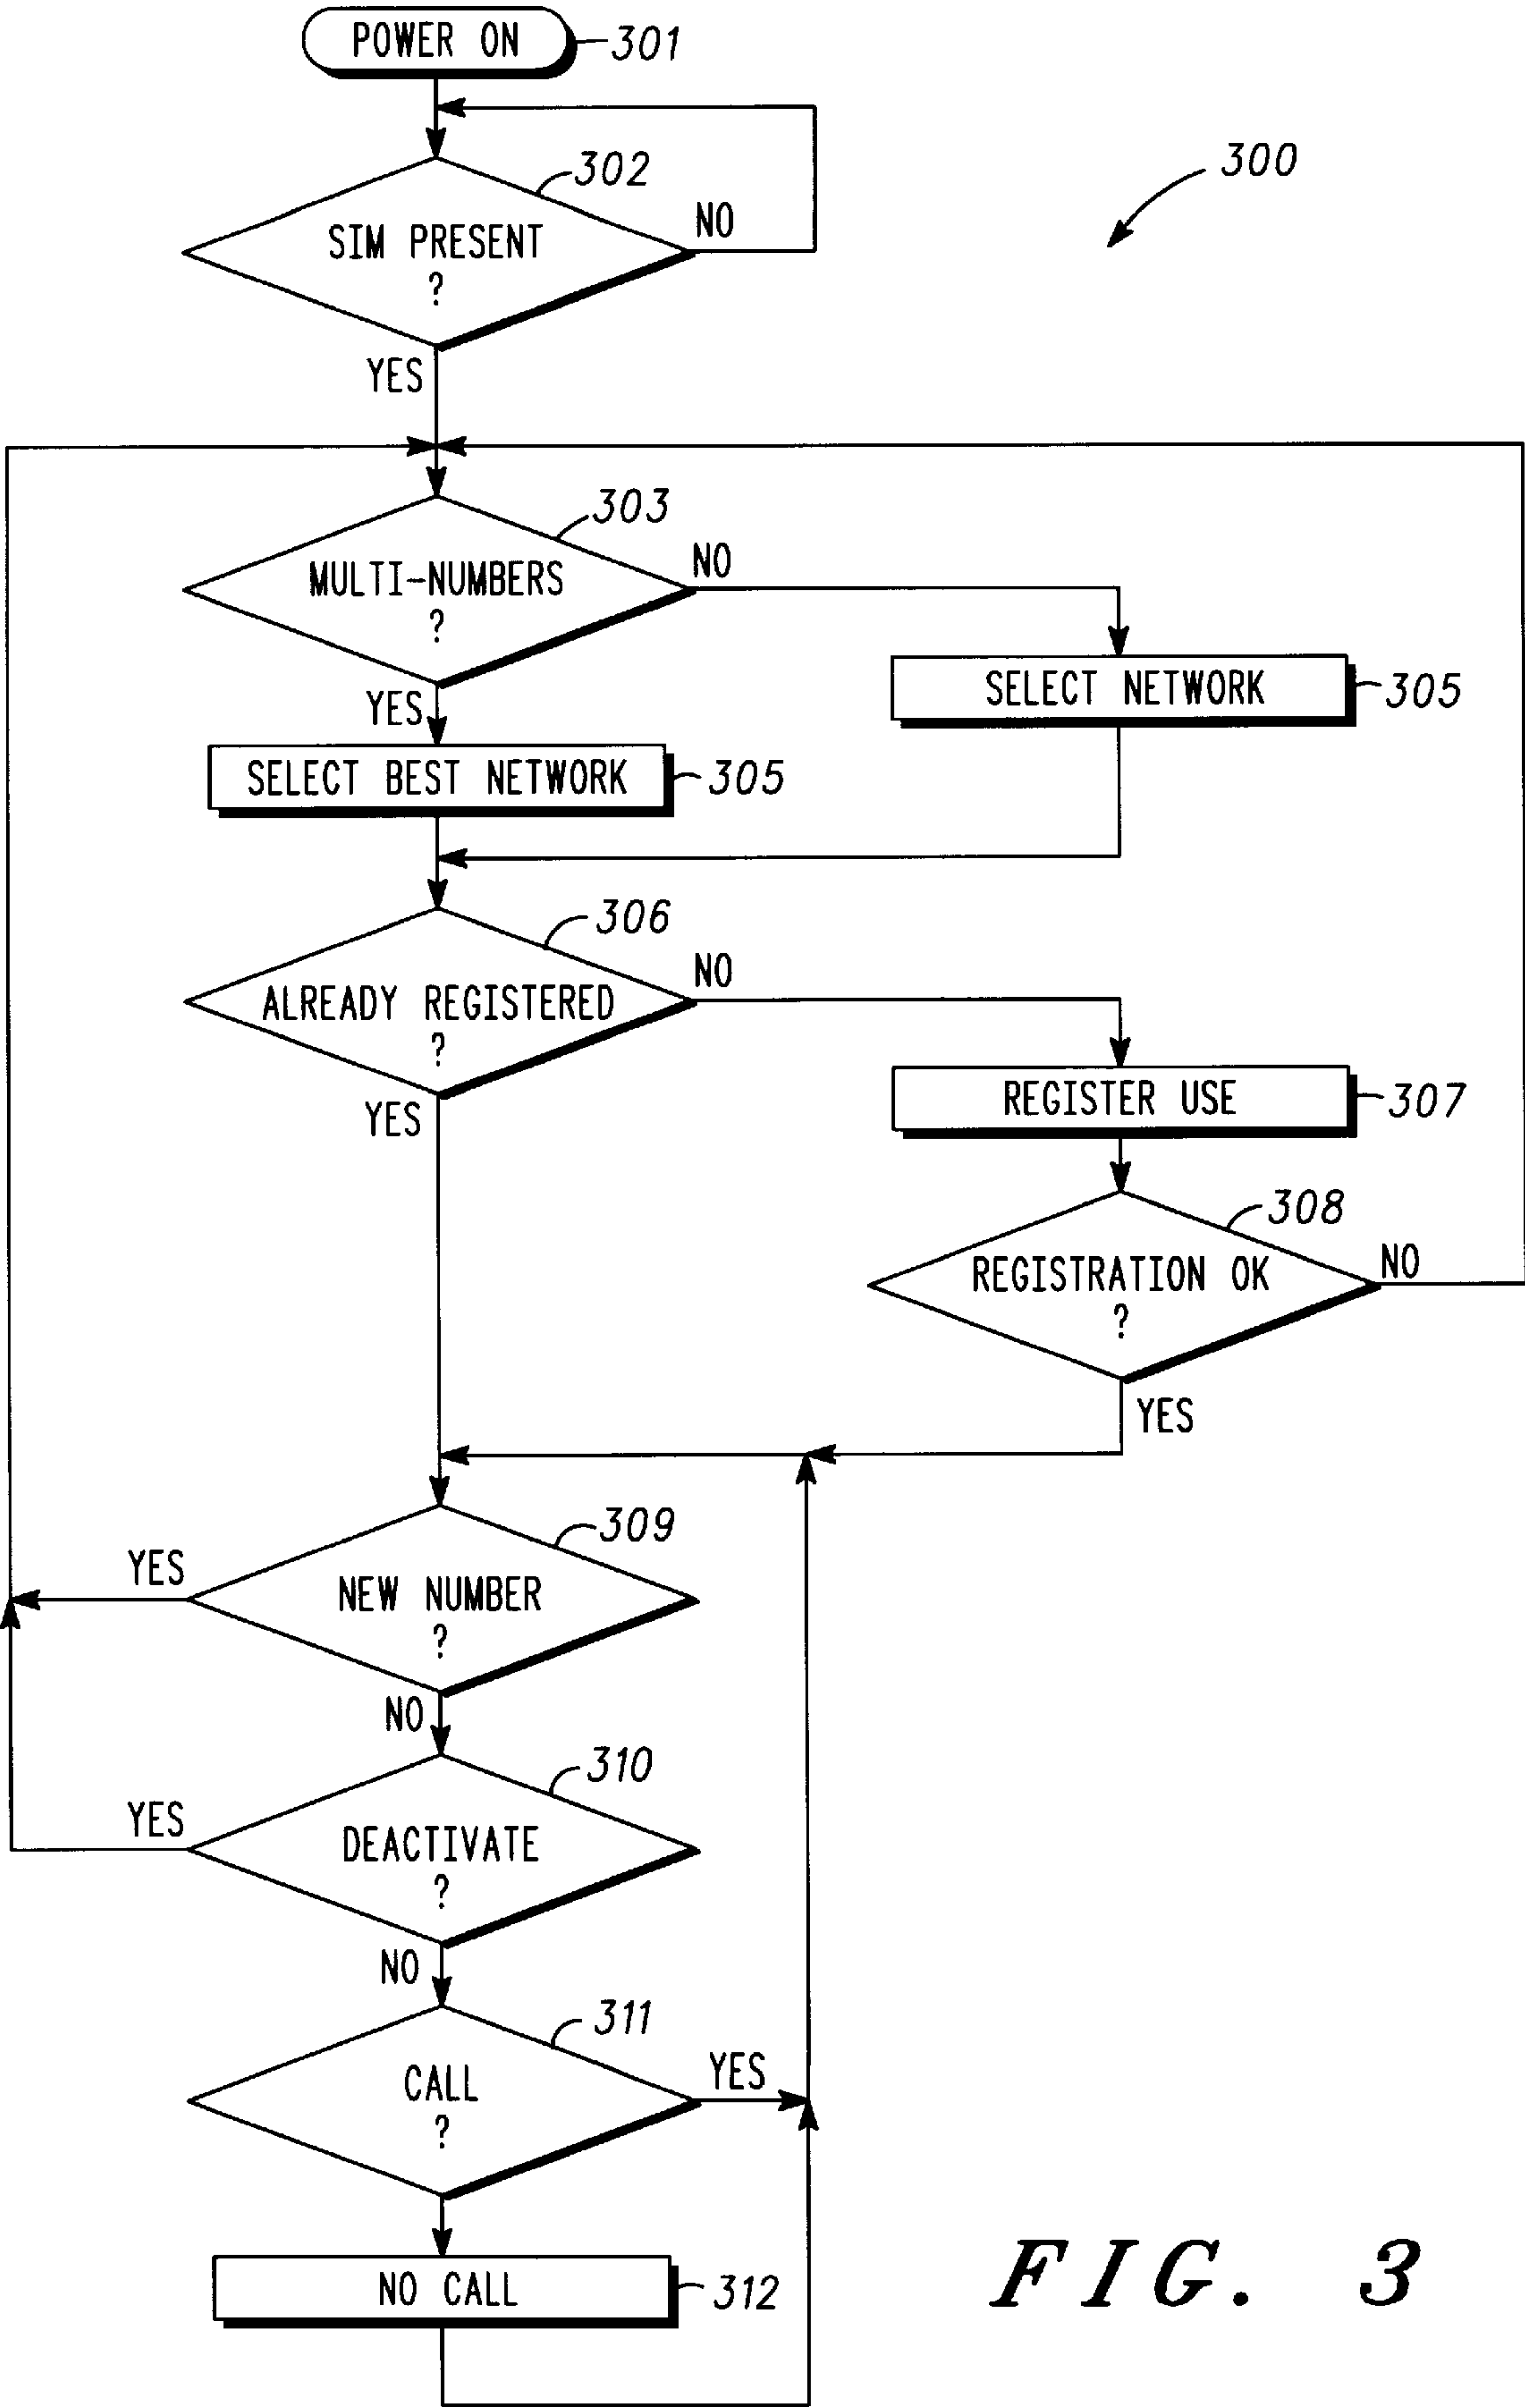 POWER ON
301
302
300
SIM PRESENT
?
NO
YES
303
MULTI-NUMBERS
?
NO
YES
SELECT NETWORK
305
SELECT BEST NETWORK
305
306
ALREADY REGISTERED
?
NO
YES
REGISTER USE
307
308
REGISTRATION OK
?
NO
YES
309
NEW NUMBER
?
YES
NO
310
DEACTIVATE
?
YES
NO
311
CALL
?
YES
NO CALL
312
FIG. 3